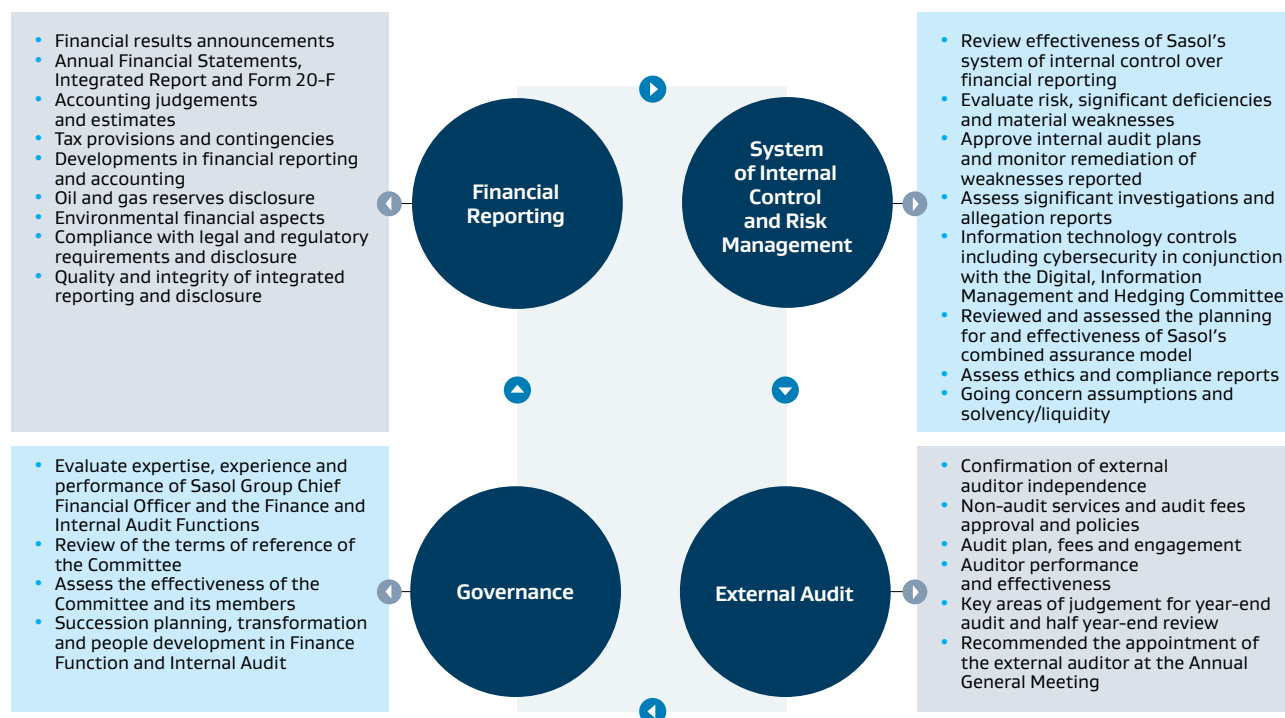 • Financial results announcements
• Annual Financial Statements,
Integrated Report and Form 20-F
• Accounting judgements
and estimates
• Tax provisions and contingencies
• Developments in financial reporting
and accounting
• Oil and gas reserves disclosure
• Environmental financial aspects
• Compliance with legal and regulatory
requirements and disclosure
• Quality and integrity of integrated
reporting and disclosure
Financial
Reporting
System
of Internal
Control
and Risk
Management
• Review effectiveness of Sasol's
system of internal control over
financial reporting
• Evaluate risk, significant deficiencies
and material weaknesses
• Approve internal audit plans
and monitor remediation of
weaknesses reported
• Assess significant investigations and
allegation reports
• Information technology controls
including cybersecurity in conjunction
with the Digital, Information
Management and Hedging Committee
• Reviewed and assessed the planning
for and effectiveness of Sasol's
combined assurance model
• Assess ethics and compliance reports
• Going concern assumptions and
solvency/liquidity
• Evaluate expertise, experience and
performance of Sasol Group Chief
Financial Officer and the Finance and
Internal Audit Functions
• Review of the terms of reference of
the Committee
• Assess the effectiveness of the
Committee and its members
• Succession planning, transformation
and people development in Finance
Function and Internal Audit
Governance
External Audit
• Confirmation of external
auditor independence
• Non-audit services and audit fees
approval and policies
• Audit plan, fees and engagement
• Auditor performance
and effectiveness
• Key areas of judgement for year-end
audit and half year-end review
• Recommended the appointment of
the external auditor at the Annual
General Meeting